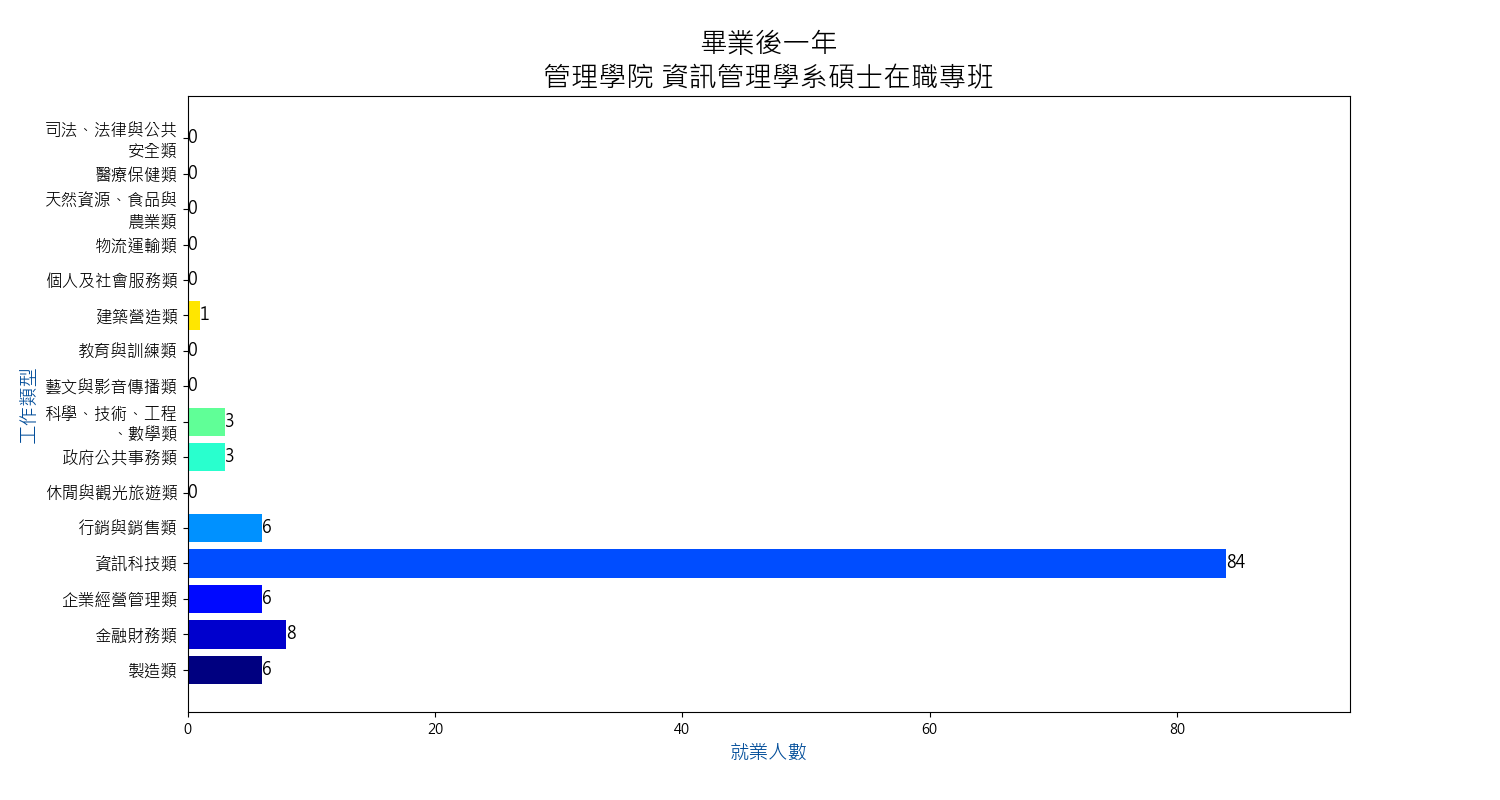 畢業後一年
管理學院 資訊管理學系碩士在職專班
司法、法律與公共
安全類
0
醫療保健類
0
天然資源、食品與
農業類
0
物流運輸類
0
個人及社會服務類
0
建築營造類
1
教育與訓練類
0
藝文與影音傳播類
0
科學、技術、工程
、數學類
3
政府公共事務類
3
休閒與觀光旅遊類
0
行銷與銷售類
6
資訊科技類
84
企業經營管理類
6
金融財務類
8
製造類
6
工作類型
0 20 40 60 80
就業人數